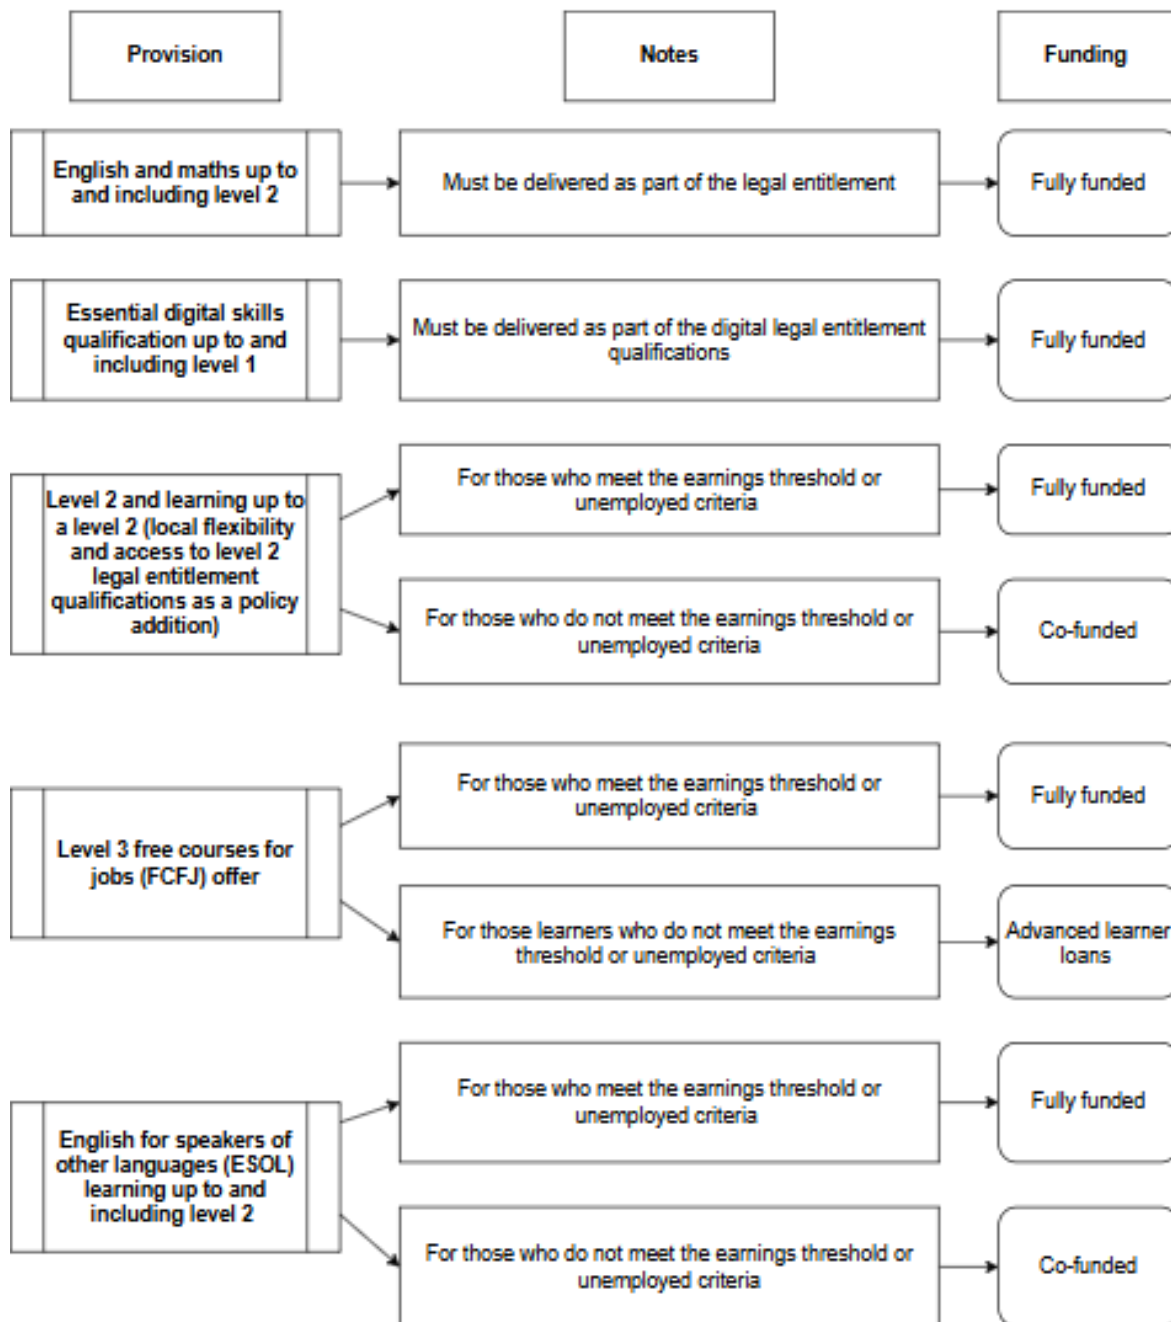 Provision
Notes
Funding
English and maths up to
and including level 2
Must be delivered as part of the legal entitlement
Fully funded
Essential digital skills
qualification up to and
including level 1
Must be delivered as part of the digital legal entitlement
qualifications
Fully funded
Level 2 and learning up to
a level 2 (local flexibility
and access to level 2
legal entitlement
qualifications as a policy
addition)
For those who meet the earnings threshold or
unemployed criteria
Fully funded
For those who do not meet the earnings threshold or
unemployed criteria
Co-funded
Level 3 free courses for
jobs (FCFJ) offer
For those who meet the earnings threshold or
unemployed criteria
Fully funded
For those learners who do not meet the earnings
threshold or unemployed criteria
Advanced learner
loans
English for speakers of
other languages (ESOL)
learning up to and
including level 2
For those who meet the earnings threshold or
unemployed criteria
Fully funded
For those who do not meet the earnings threshold or
unemployed criteria
Co-funded